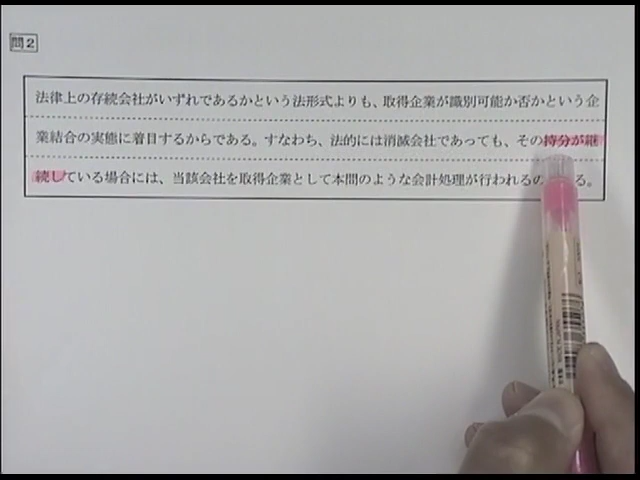 問2
法律上の存続会社がいずれであるかという法形式よりも、取得企業が識別可能か否かという企
業結合の実態に着目するからである。すなわち、法的には消滅会社であっても、その持分が継
続している場合には、当該会社を取得企業として本問のような会計処理が行われるの る。